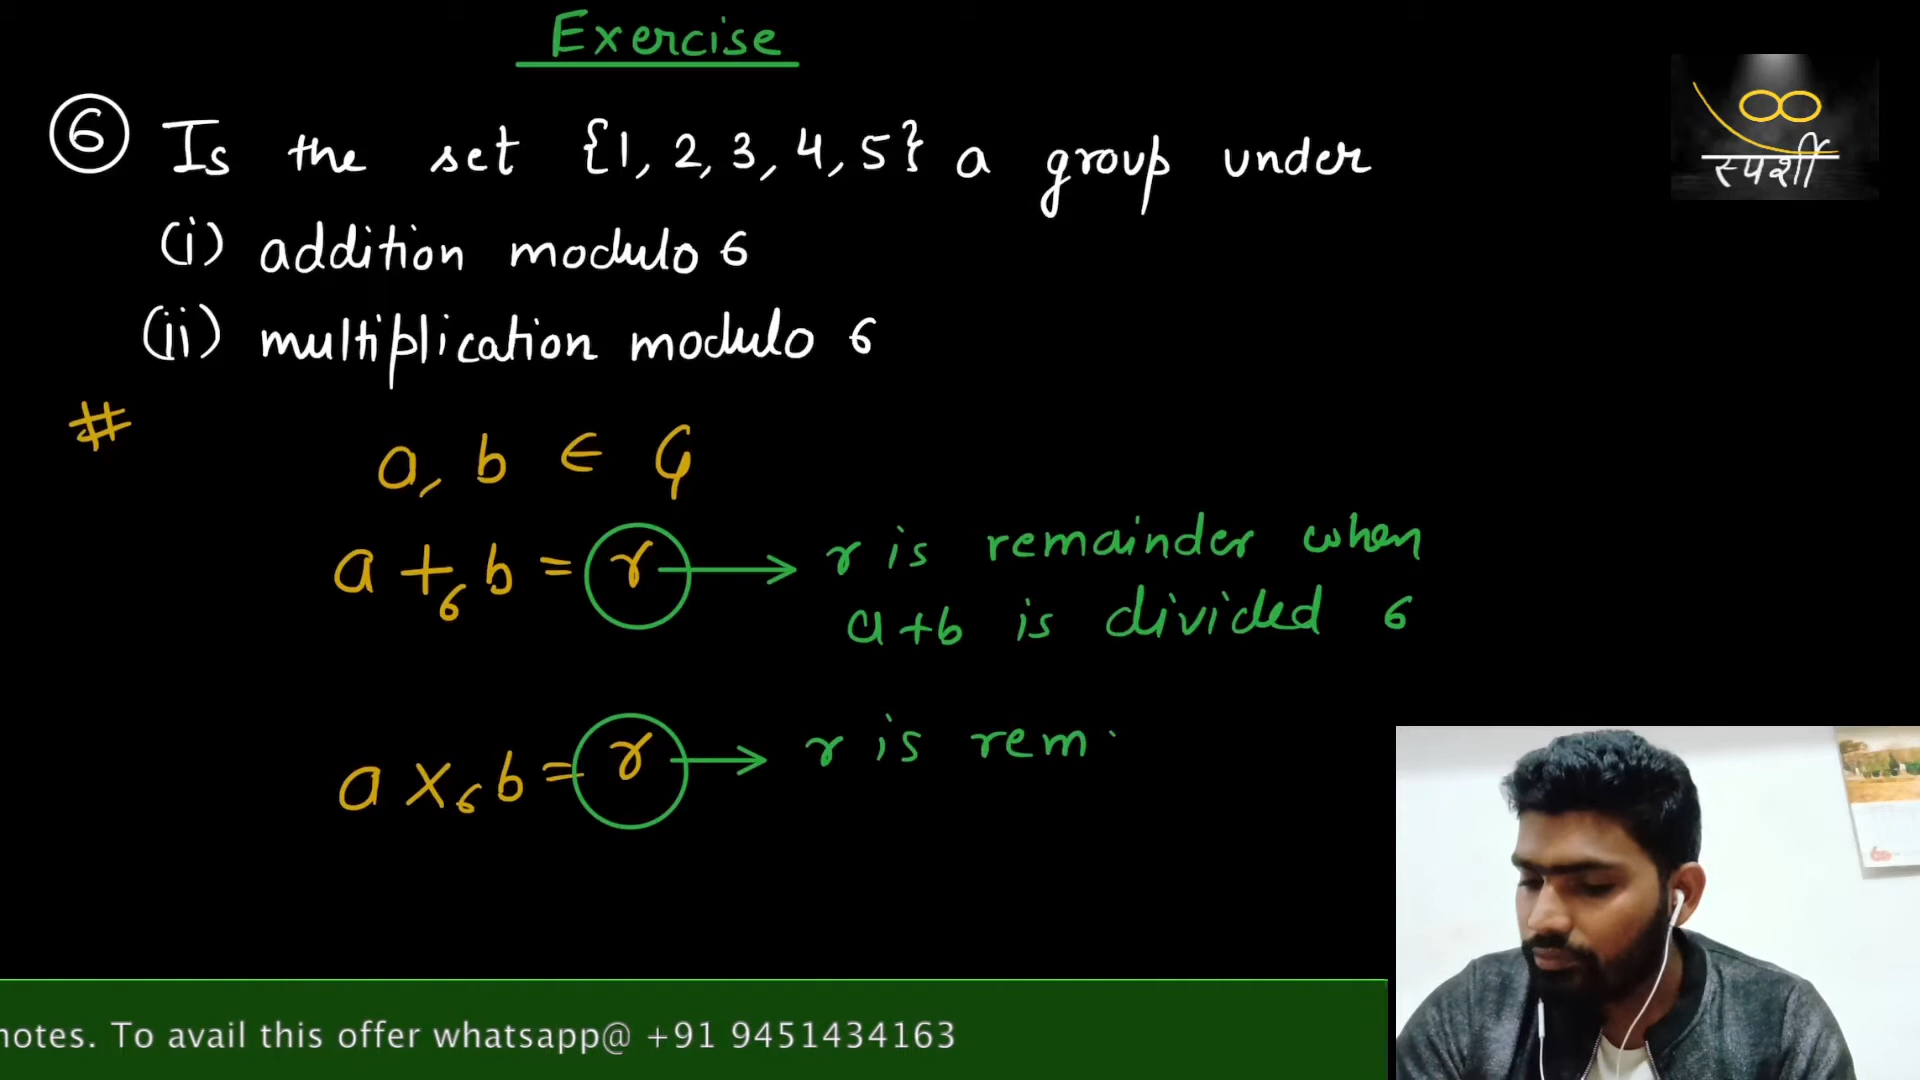 Exercise
⑥ Is the set {1, 2, 3, 4, 5} a group under
(i) addition modulo 6
(ii) multiplication modulo 6
#
a, b ∈ G
a +₆ b = r → r is remainder when
a+b is divided 6
a ×₆ b = r → r is rem
∞
स्पर्शी
notes. To avail this offer whatsapp@ +91 9451434163